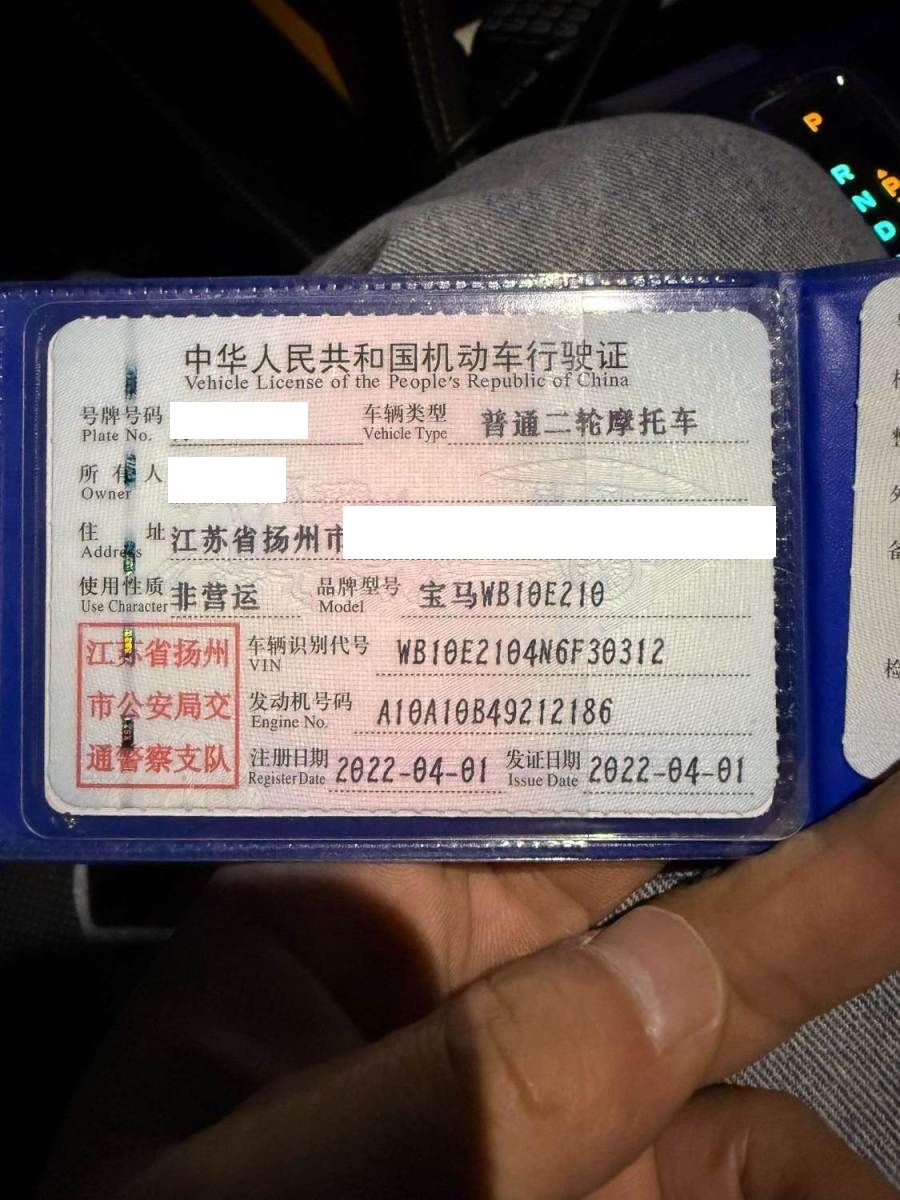 P
R
P
N
D
中华人民共和国机动车行驶证
Vehicle License of the People's Republic of China
号牌号码
Plate No.
车辆类型 普通二轮摩托车
Vehicle Type
所有人
Owner
住址 江苏省扬州市
Address
使用性质 非营运
Use Character
品牌型号 宝马WB10E210
Model
江苏省扬州
市公安局交
通警察支队
车辆识别代号 WB10E2104N6F30312
VIN
发动机号码 A10A10B49212186
Engine No.
注册日期 2022-04-01
Register Date
发证日期 2022-04-01
Issue Date